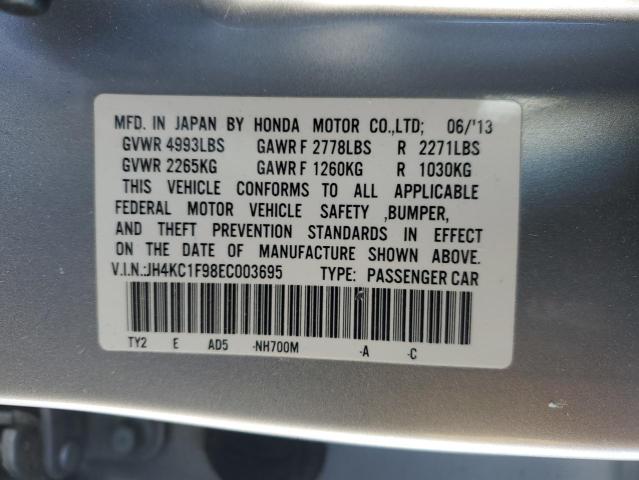 MFD. IN JAPAN BY HONDA MOTOR CO.,LTD; 06/'13
GVWR 4993LBS GAWR F 2778LBS R 2271LBS
GVWR 2265KG GAWR F 1260KG R 1030KG
THIS VEHICLE CONFORMS TO ALL APPLICABLE
FEDERAL MOTOR VEHICLE SAFETY ,BUMPER,
AND THEFT PREVENTION STANDARDS IN EFFECT
ON THE DATE OF MANUFACTURE SHOWN ABOVE.
V.I.N.:JH4KC1F98EC003695 TYPE: PASSENGER CAR
TY2 E AD5 -NH700M -A -C